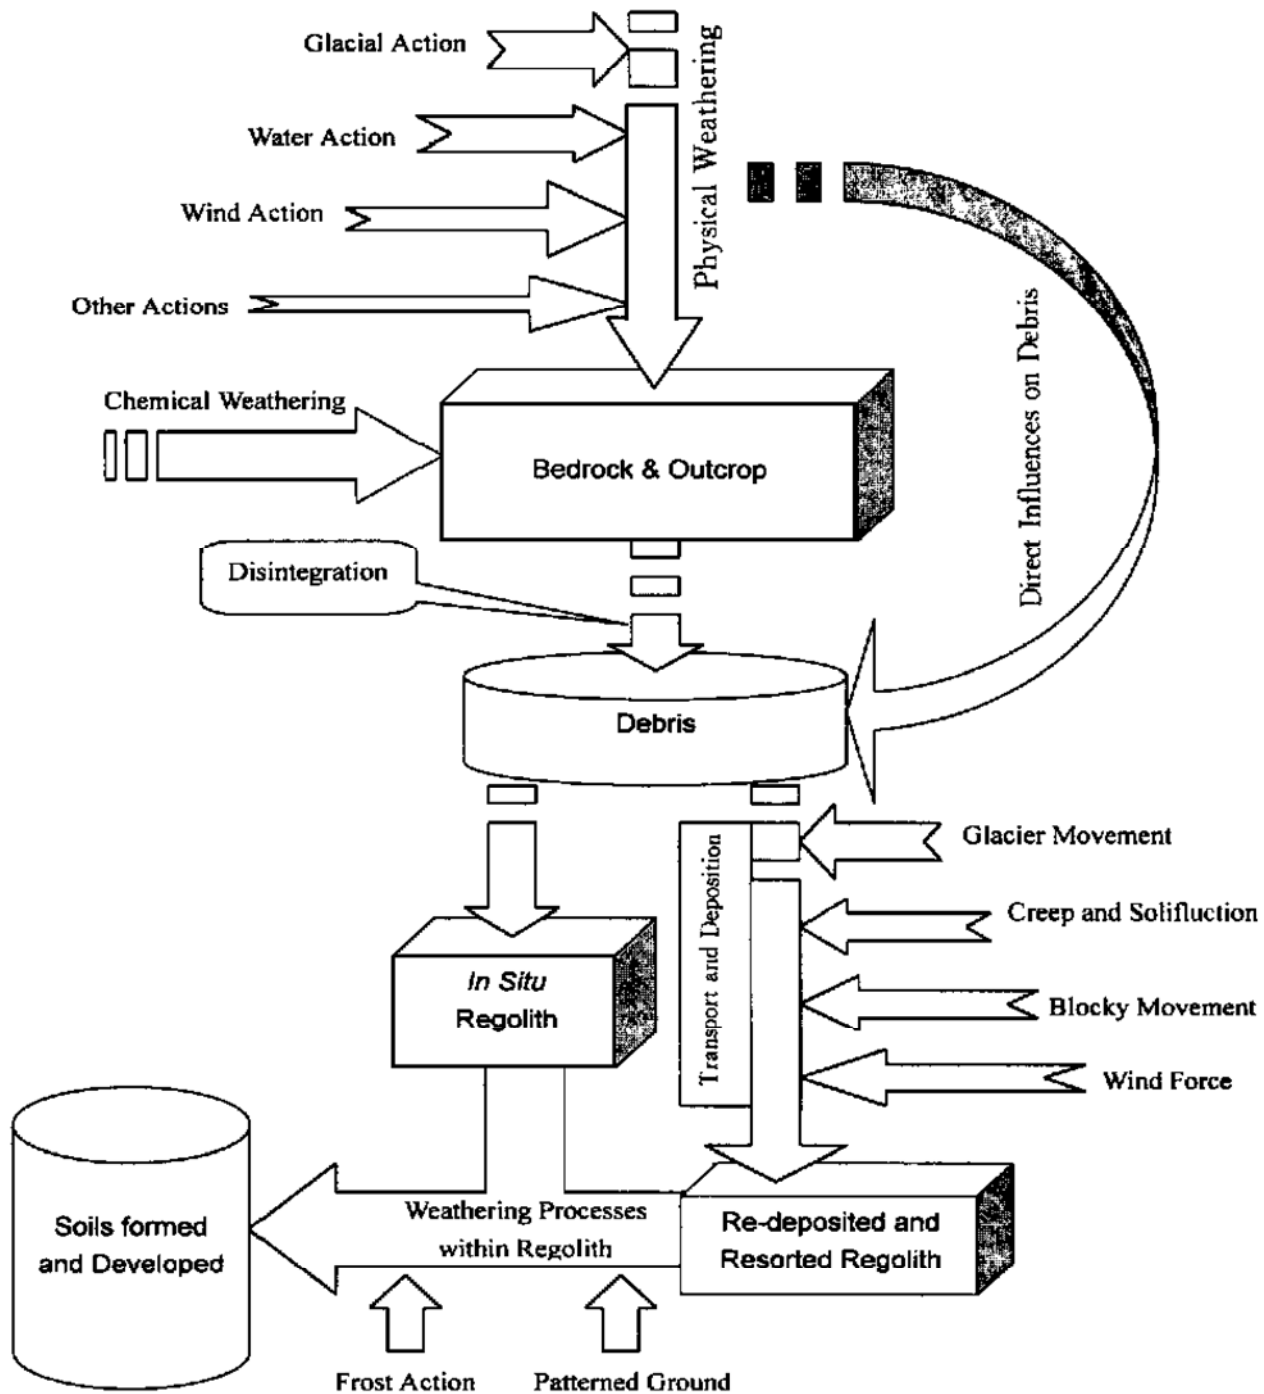 Glacial Action
Physical Weathering
Water Action
Wind Action
Other Actions
Direct Influences on Debris
Chemical Weathering
Bedrock & Outcrop
Disintegration
Debris
Glacier Movement
Transport and Deposition
Creep and Solifluction
In Situ
Regolith
Blocky Movement
Wind Force
Soils formed
and Developed
Weathering Processes
within Regolith
Re-deposited and
Resorted Regolith
Frost Action
Patterned Ground